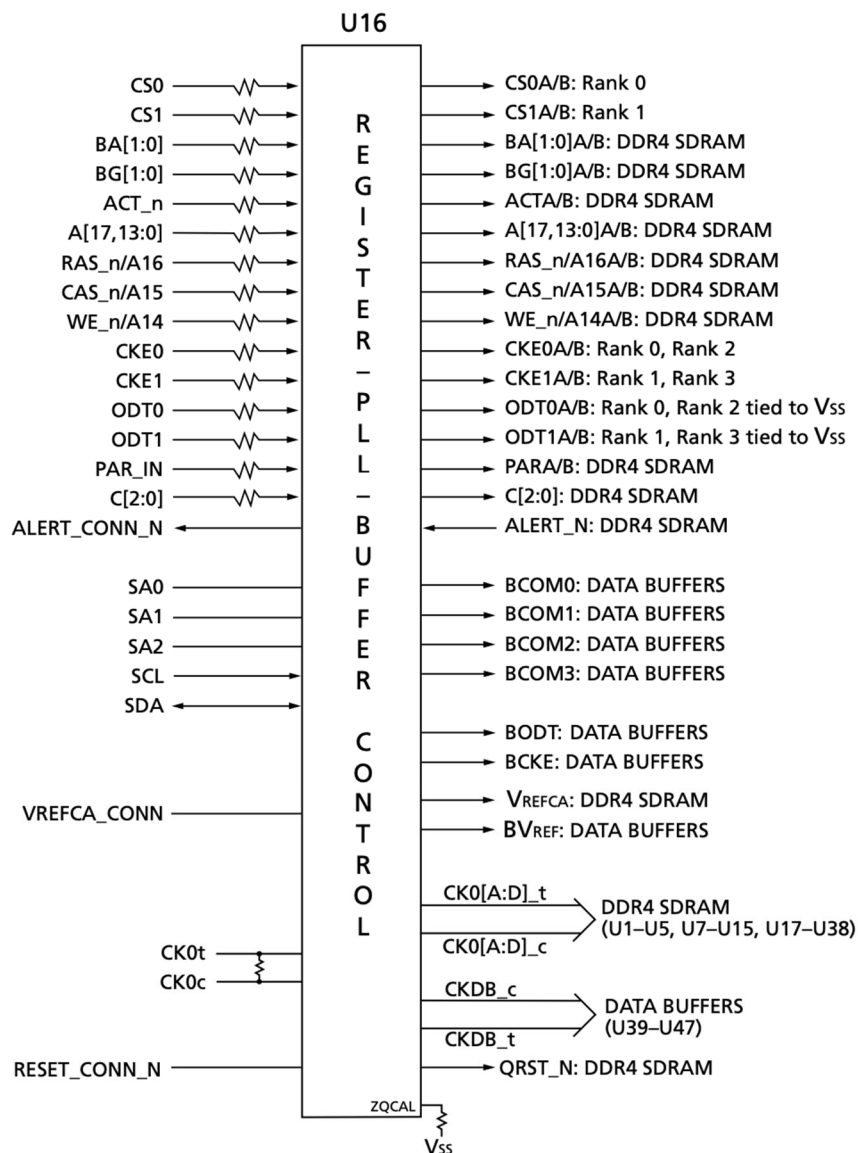 U16
CS0
CS1
BA[1:0]
BG[1:0]
ACT_n
A[17,13:0]
RAS_n/A16
CAS_n/A15
WE_n/A14
CKE0
CKE1
ODT0
ODT1
PAR_IN
C[2:0]
ALERT_CONN_N
SA0
SA1
SA2
SCL
SDA
VREFCA_CONN
CK0t
CK0c
RESET_CONN_N
REGISTER – PLL – BUFFER CONTROL
ZQCAL
VSS
CS0A/B: Rank 0
CS1A/B: Rank 1
BA[1:0]A/B: DDR4 SDRAM
BG[1:0]A/B: DDR4 SDRAM
ACTA/B: DDR4 SDRAM
A[17,13:0]A/B: DDR4 SDRAM
RAS_n/A16A/B: DDR4 SDRAM
CAS_n/A15A/B: DDR4 SDRAM
WE_n/A14A/B: DDR4 SDRAM
CKE0A/B: Rank 0, Rank 2
CKE1A/B: Rank 1, Rank 3
ODT0A/B: Rank 0, Rank 2 tied to VSS
ODT1A/B: Rank 1, Rank 3 tied to VSS
PARA/B: DDR4 SDRAM
C[2:0]: DDR4 SDRAM
ALERT_N: DDR4 SDRAM
BCOM0: DATA BUFFERS
BCOM1: DATA BUFFERS
BCOM2: DATA BUFFERS
BCOM3: DATA BUFFERS
BODT: DATA BUFFERS
BCKE: DATA BUFFERS
VREFCA: DDR4 SDRAM
BVREF: DATA BUFFERS
CK0[A:D]_t
CK0[A:D]_c
DDR4 SDRAM
(U1–U5, U7–U15, U17–U38)
CKDB_c
CKDB_t
DATA BUFFERS
(U39–U47)
QRST_N: DDR4 SDRAM